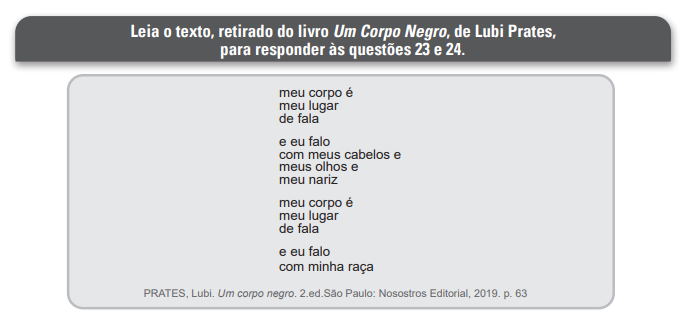 Leia o texto, retirado do livro Um Corpo Negro, de Lubi Prates,
para responder às questões 23 e 24.
meu corpo é
meu lugar
de fala
e eu falo
com meus cabelos e
meus olhos e
meu nariz
meu corpo é
meu lugar
de fala
e eu falo
com minha raça
PRATES, Lubi. Um corpo negro. 2.ed.São Paulo: Nosostros Editorial, 2019. p. 63